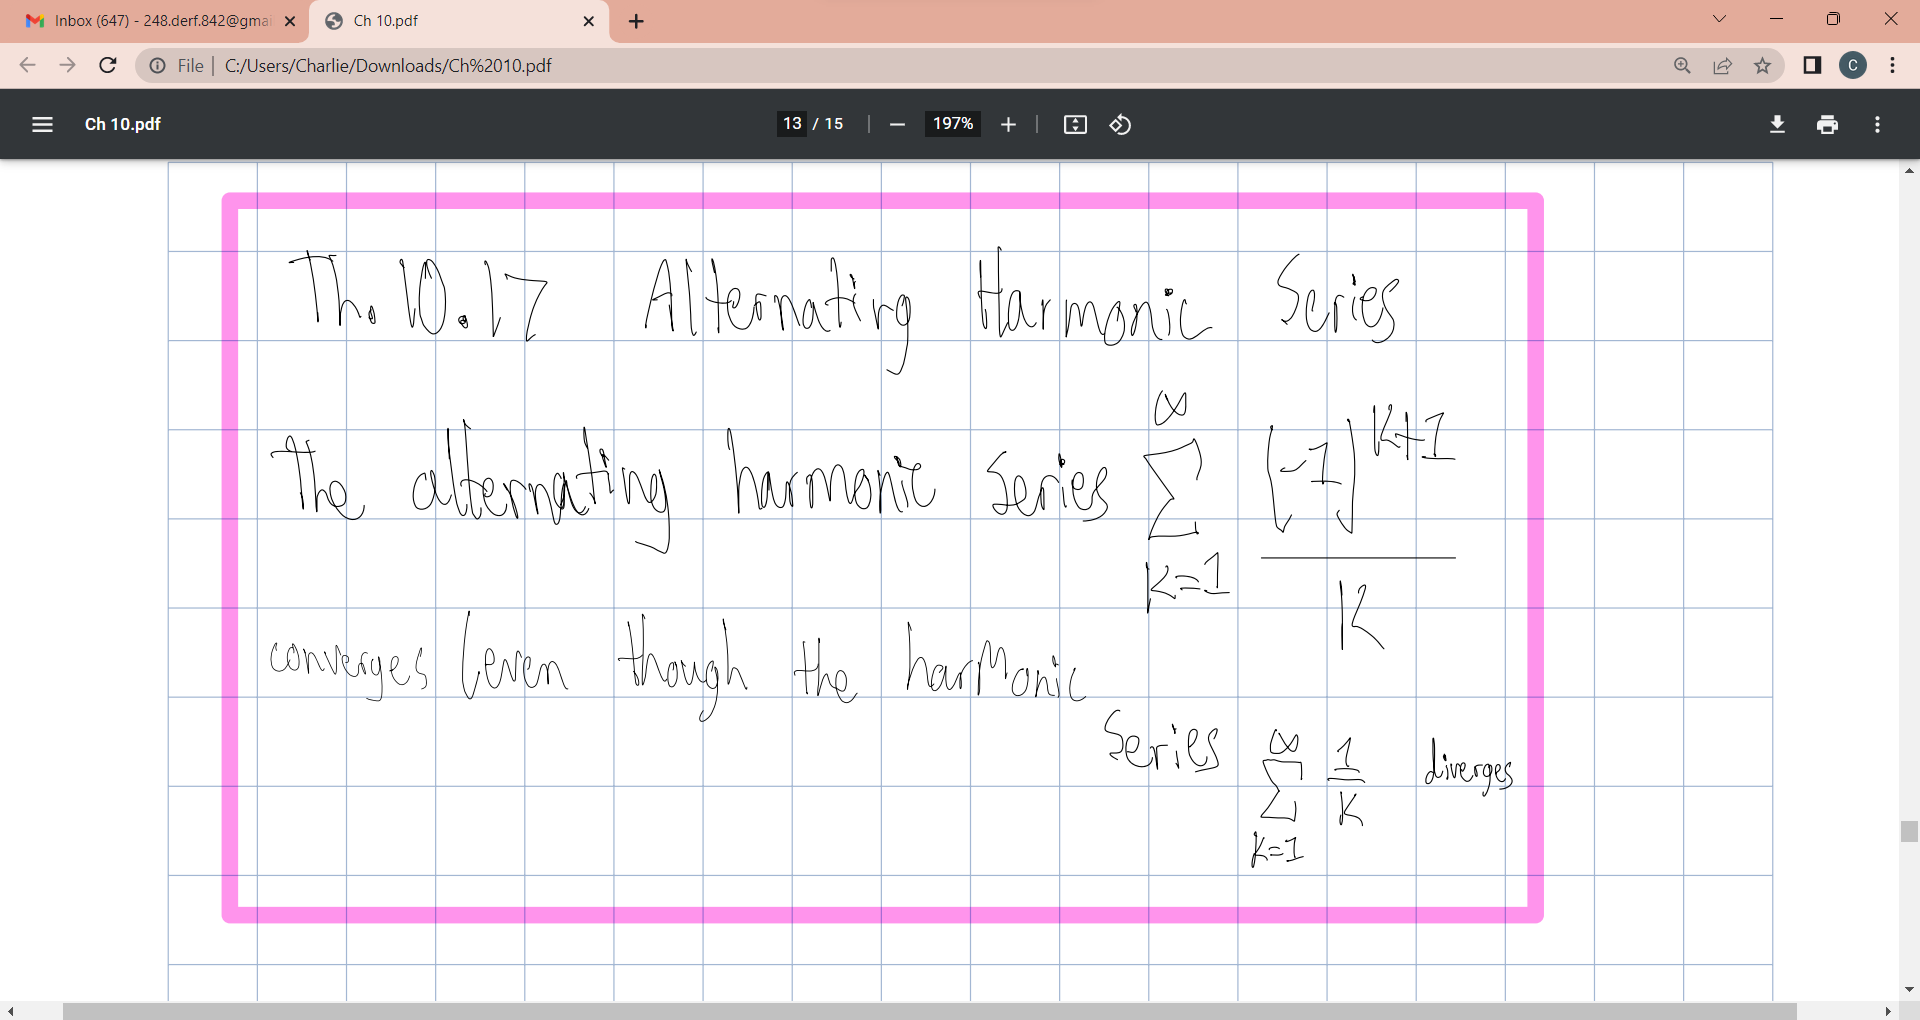 Inbox (647) - 248.derf.842@gmai
Ch 10.pdf
File | C:/Users/Charlie/Downloads/Ch%2010.pdf
C
Ch 10.pdf
13 / 15
197%
Th. 10.17 Alternating Harmonic Series
The alternating harmonic series ∑_{k=1}^{∞} (-1)^{k+1} / k
converges (even though the harmonic
series ∑_{k=1}^{∞} 1/k diverges